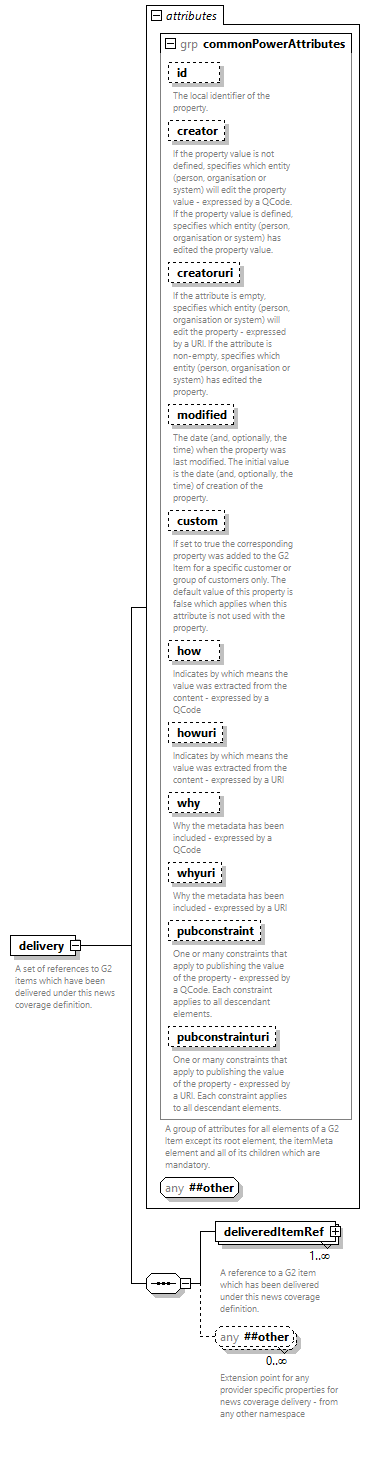 attributes
grp commonPowerAttributes
id
The local identifier of the
property.
creator
If the property value is not
defined, specifies which entity
(person, organisation or
system) will edit the property
value - expressed by a QCode.
If the property value is defined,
specifies which entity (person,
organisation or system) has
edited the property value.
creatoruri
If the attribute is empty,
specifies which entity (person,
organisation or system) will
edit the property - expressed
by a URI. If the attribute is
non-empty, specifies which
entity (person, organisation or
system) has edited the
property.
modified
The date (and, optionally, the
time) when the property was
last modified. The initial value
is the date (and, optionally, the
time) of creation of the
property.
custom
If set to true the corresponding
property was added to the G2
Item for a specific customer or
group of customers only. The
default value of this property is
false which applies when this
attribute is not used with the
property.
how
Indicates by which means the
value was extracted from the
content - expressed by a
QCode
howuri
Indicates by which means the
value was extracted from the
content - expressed by a URI
why
Why the metadata has been
included - expressed by a
QCode
whyuri
Why the metadata has been
included - expressed by a URI
pubconstraint
One or many constraints that
apply to publishing the value
of the property - expressed by
a QCode. Each constraint
applies to all descendant
elements.
pubconstrainturi
One or many constraints that
apply to publishing the value
of the property - expressed by
a URI. Each constraint applies
to all descendant elements.
A group of attributes for all elements of a G2
Item except its root element, the itemMeta
element and all of its children which are
mandatory.
any ##other
delivery
A set of references to G2
items which have been
delivered under this news
coverage definition.
deliveredItemRef
1..∞
A reference to a G2 item
which has been delivered
under this news coverage
definition.
any ##other
0..∞
Extension point for any
provider specific properties for
news coverage delivery - from
any other namespace